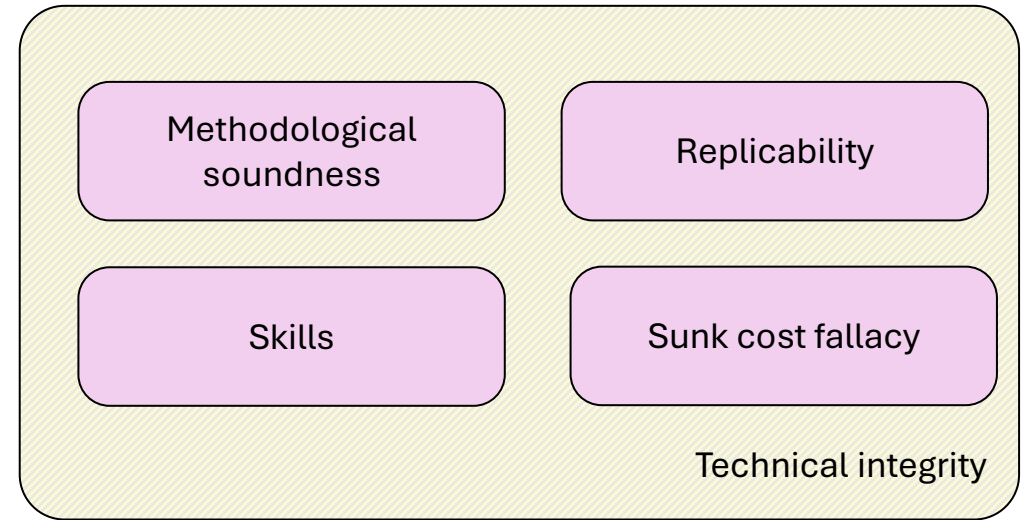 Methodological
soundness
Replicability
Skills
Sunk cost fallacy
Technical integrity